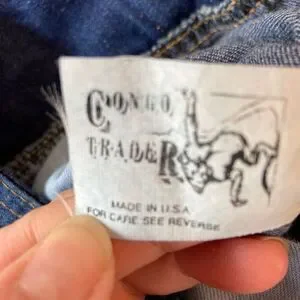 CONGO
TRADER
MADE IN U.S.A
FOR CARE SEE REVERSE